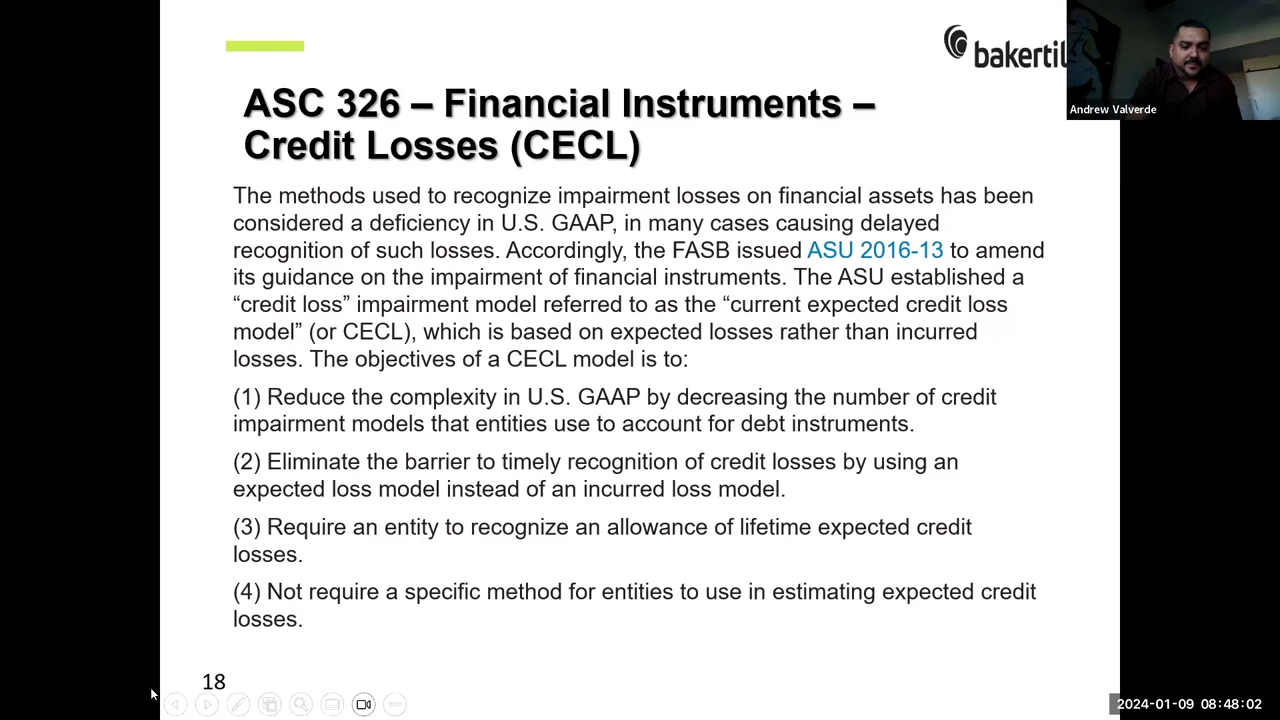 bakertil
Andrew Valverde
ASC 326 – Financial Instruments –
Credit Losses (CECL)
The methods used to recognize impairment losses on financial assets has been
considered a deficiency in U.S. GAAP, in many cases causing delayed
recognition of such losses. Accordingly, the FASB issued ASU 2016-13 to amend
its guidance on the impairment of financial instruments. The ASU established a
“credit loss” impairment model referred to as the “current expected credit loss
model” (or CECL), which is based on expected losses rather than incurred
losses. The objectives of a CECL model is to:
(1) Reduce the complexity in U.S. GAAP by decreasing the number of credit
impairment models that entities use to account for debt instruments.
(2) Eliminate the barrier to timely recognition of credit losses by using an
expected loss model instead of an incurred loss model.
(3) Require an entity to recognize an allowance of lifetime expected credit
losses.
(4) Not require a specific method for entities to use in estimating expected credit
losses.
18
2024-01-09 08:48:02